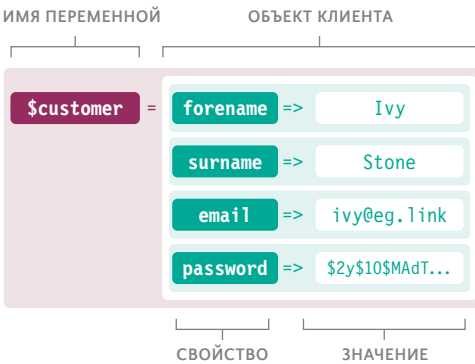 ИМЯ ПЕРЕМЕННОЙ ОБЪЕКТ КЛИЕНТА
$customer = forename => Ivy
surname => Stone
email => ivy@eg.link
password => $2y$10$MAdT...
СВОЙСТВО ЗНАЧЕНИЕ